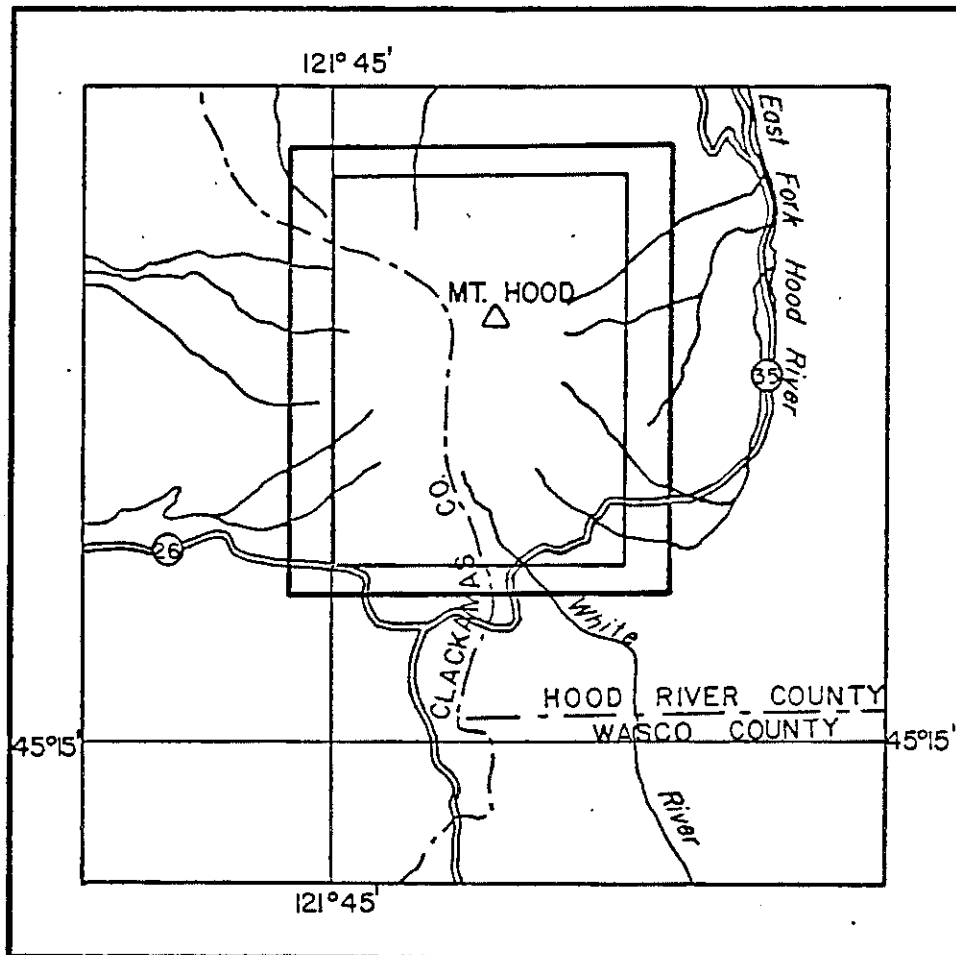 121° 45'
East Fork Hood River
MT. HOOD
35
CLACKAMAS CO.
26
White River
HOOD RIVER COUNTY
WASCO COUNTY
45°15'
45°15'
121°45'